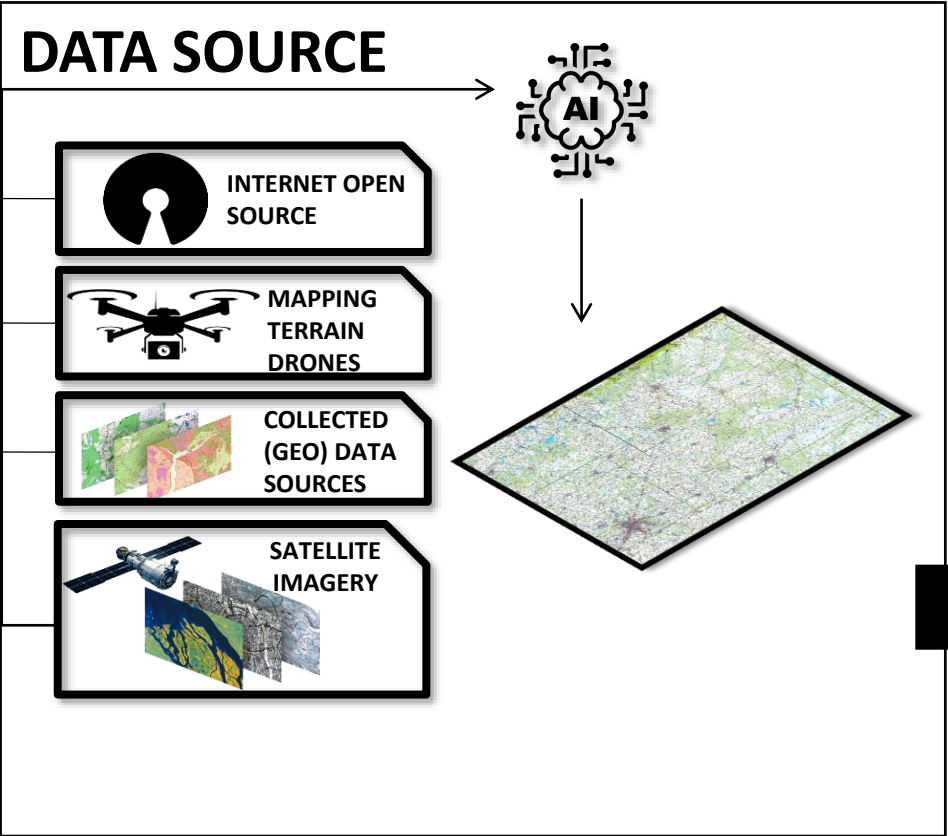 DATA SOURCE
AI
INTERNET OPEN
SOURCE
MAPPING
TERRAIN
DRONES
COLLECTED
(GEO) DATA
SOURCES
SATELLITE
IMAGERY